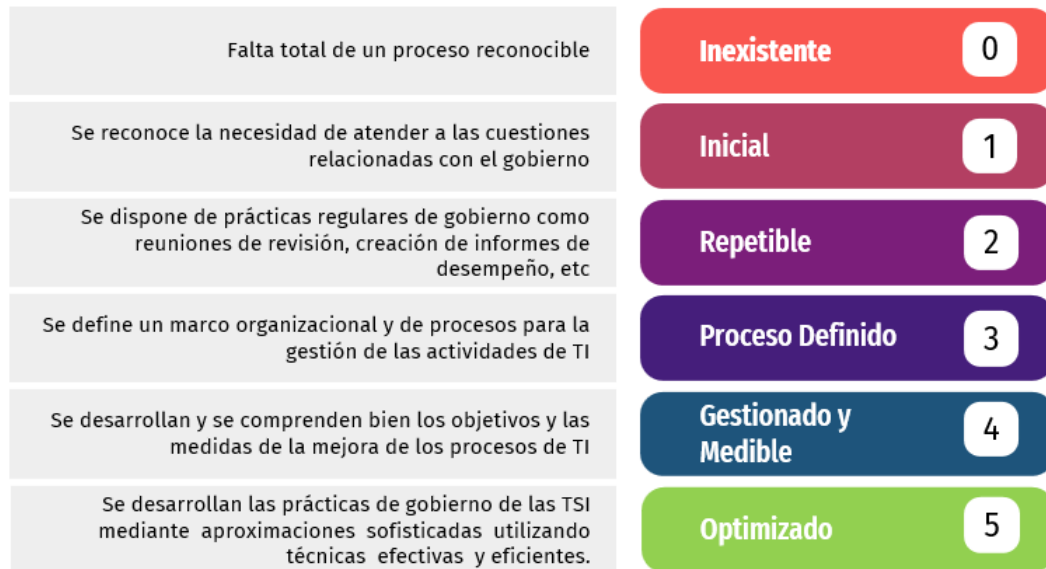 Falta total de un proceso reconocible
Inexistente
0
Se reconoce la necesidad de atender a las cuestiones
relacionadas con el gobierno
Inicial
1
Se dispone de prácticas regulares de gobierno como
reuniones de revisión, creación de informes de
desempeño, etc
Repetible
2
Se define un marco organizacional y de procesos para la
gestión de las actividades de TI
Proceso Definido
3
Se desarrollan y se comprenden bien los objetivos y las
medidas de la mejora de los procesos de TI
Gestionado y
Medible
4
Se desarrollan las prácticas de gobierno de las TSI
mediante aproximaciones sofisticadas utilizando
técnicas efectivas y eficientes.
Optimizado
5